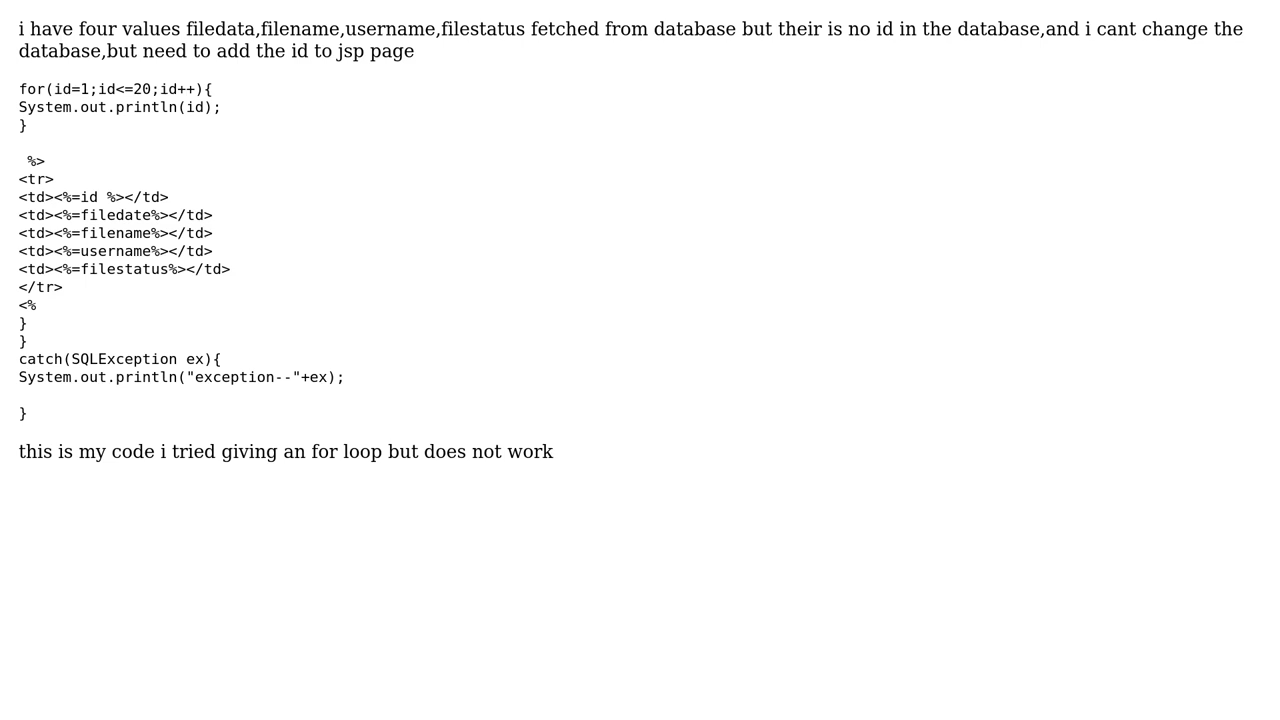 i have four values filedata,filename,username,filestatus fetched from database but their is no id in the database,and i cant change the
database,but need to add the id to jsp page
for(id=1;id<=20;id++){
System.out.println(id);
}
%>
<tr>
<td><%=id %></td>
<td><%=filedate%></td>
<td><%=filename%></td>
<td><%=username%></td>
<td><%=filestatus%></td>
</tr>
<%
}
}
catch(SQLException ex){
System.out.println("exception--"+ex);
}
this is my code i tried giving an for loop but does not work